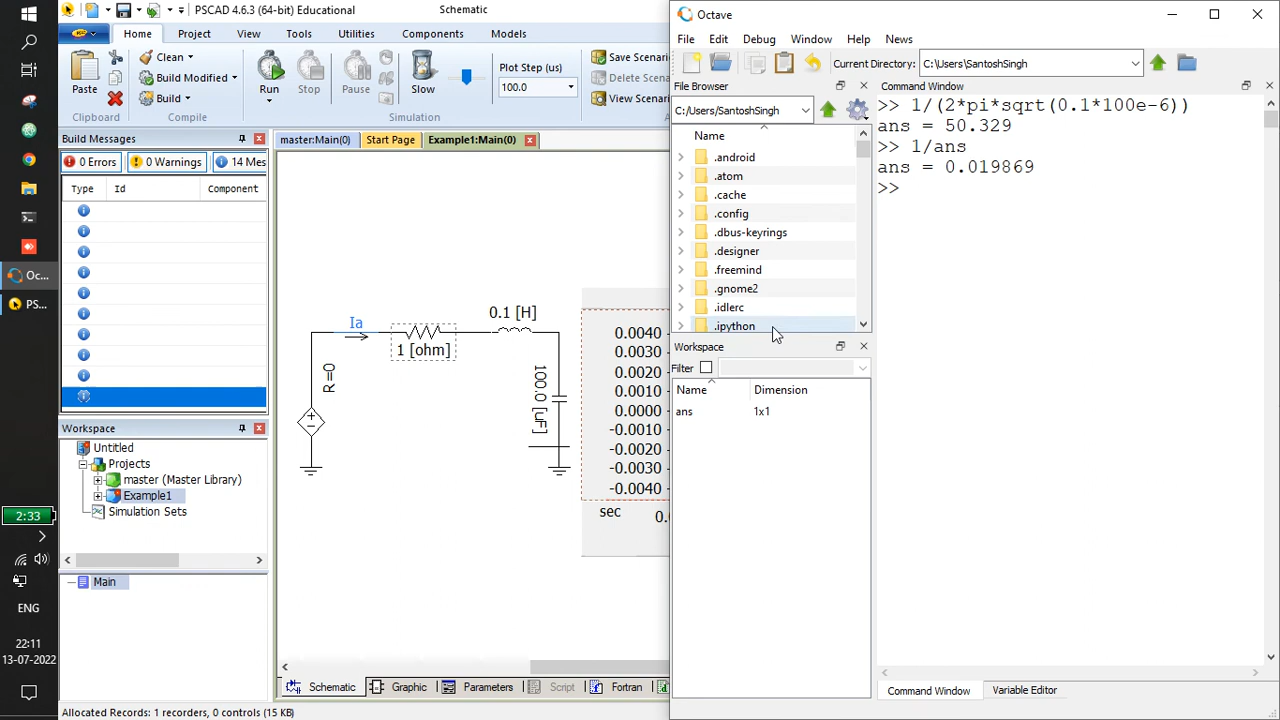 PSCAD 4.6.3 (64-bit) Educational
Schematic
Home
Project
View
Tools
Utilities
Components
Models
Paste
Clean
Build Modified
Build
Run
Stop
Pause
Slow
Plot Step (us)
100.0
Save Scenari
Delete Scena
View Scenari
Clipboard
Compile
Simulation
Build Messages
0 Errors
0 Warnings
14 Mes
Type
Id
Component
master:Main(0)
Start Page
Example1:Main(0)
Ia
1 [ohm]
0.1 [H]
R=0
100.0 [uF]
0.0040
0.0030
0.0020
0.0010
0.0000
-0.0010
-0.0020
-0.0030
-0.0040
sec
0.0
Workspace
Untitled
Projects
master (Master Library)
Example1
Simulation Sets
Main
Schematic
Graphic
Parameters
Script
Fortran
Allocated Records: 1 recorders, 0 controls (15 KB)
Oc...
PS...
2:33
ENG
22:11
13-07-2022
Octave
File
Edit
Debug
Window
Help
News
Current Directory:
C:\Users\SantoshSingh
File Browser
C:/Users/SantoshSingh
Name
.android
.atom
.cache
.config
.dbus-keyrings
.designer
.freemind
.gnome2
.idlerc
.ipython
Workspace
Filter
Name
Dimension
ans
1x1
Command Window
>> 1/(2*pi*sqrt(0.1*100e-6))
ans = 50.329
>> 1/ans
ans = 0.019869
>>
Command Window
Variable Editor